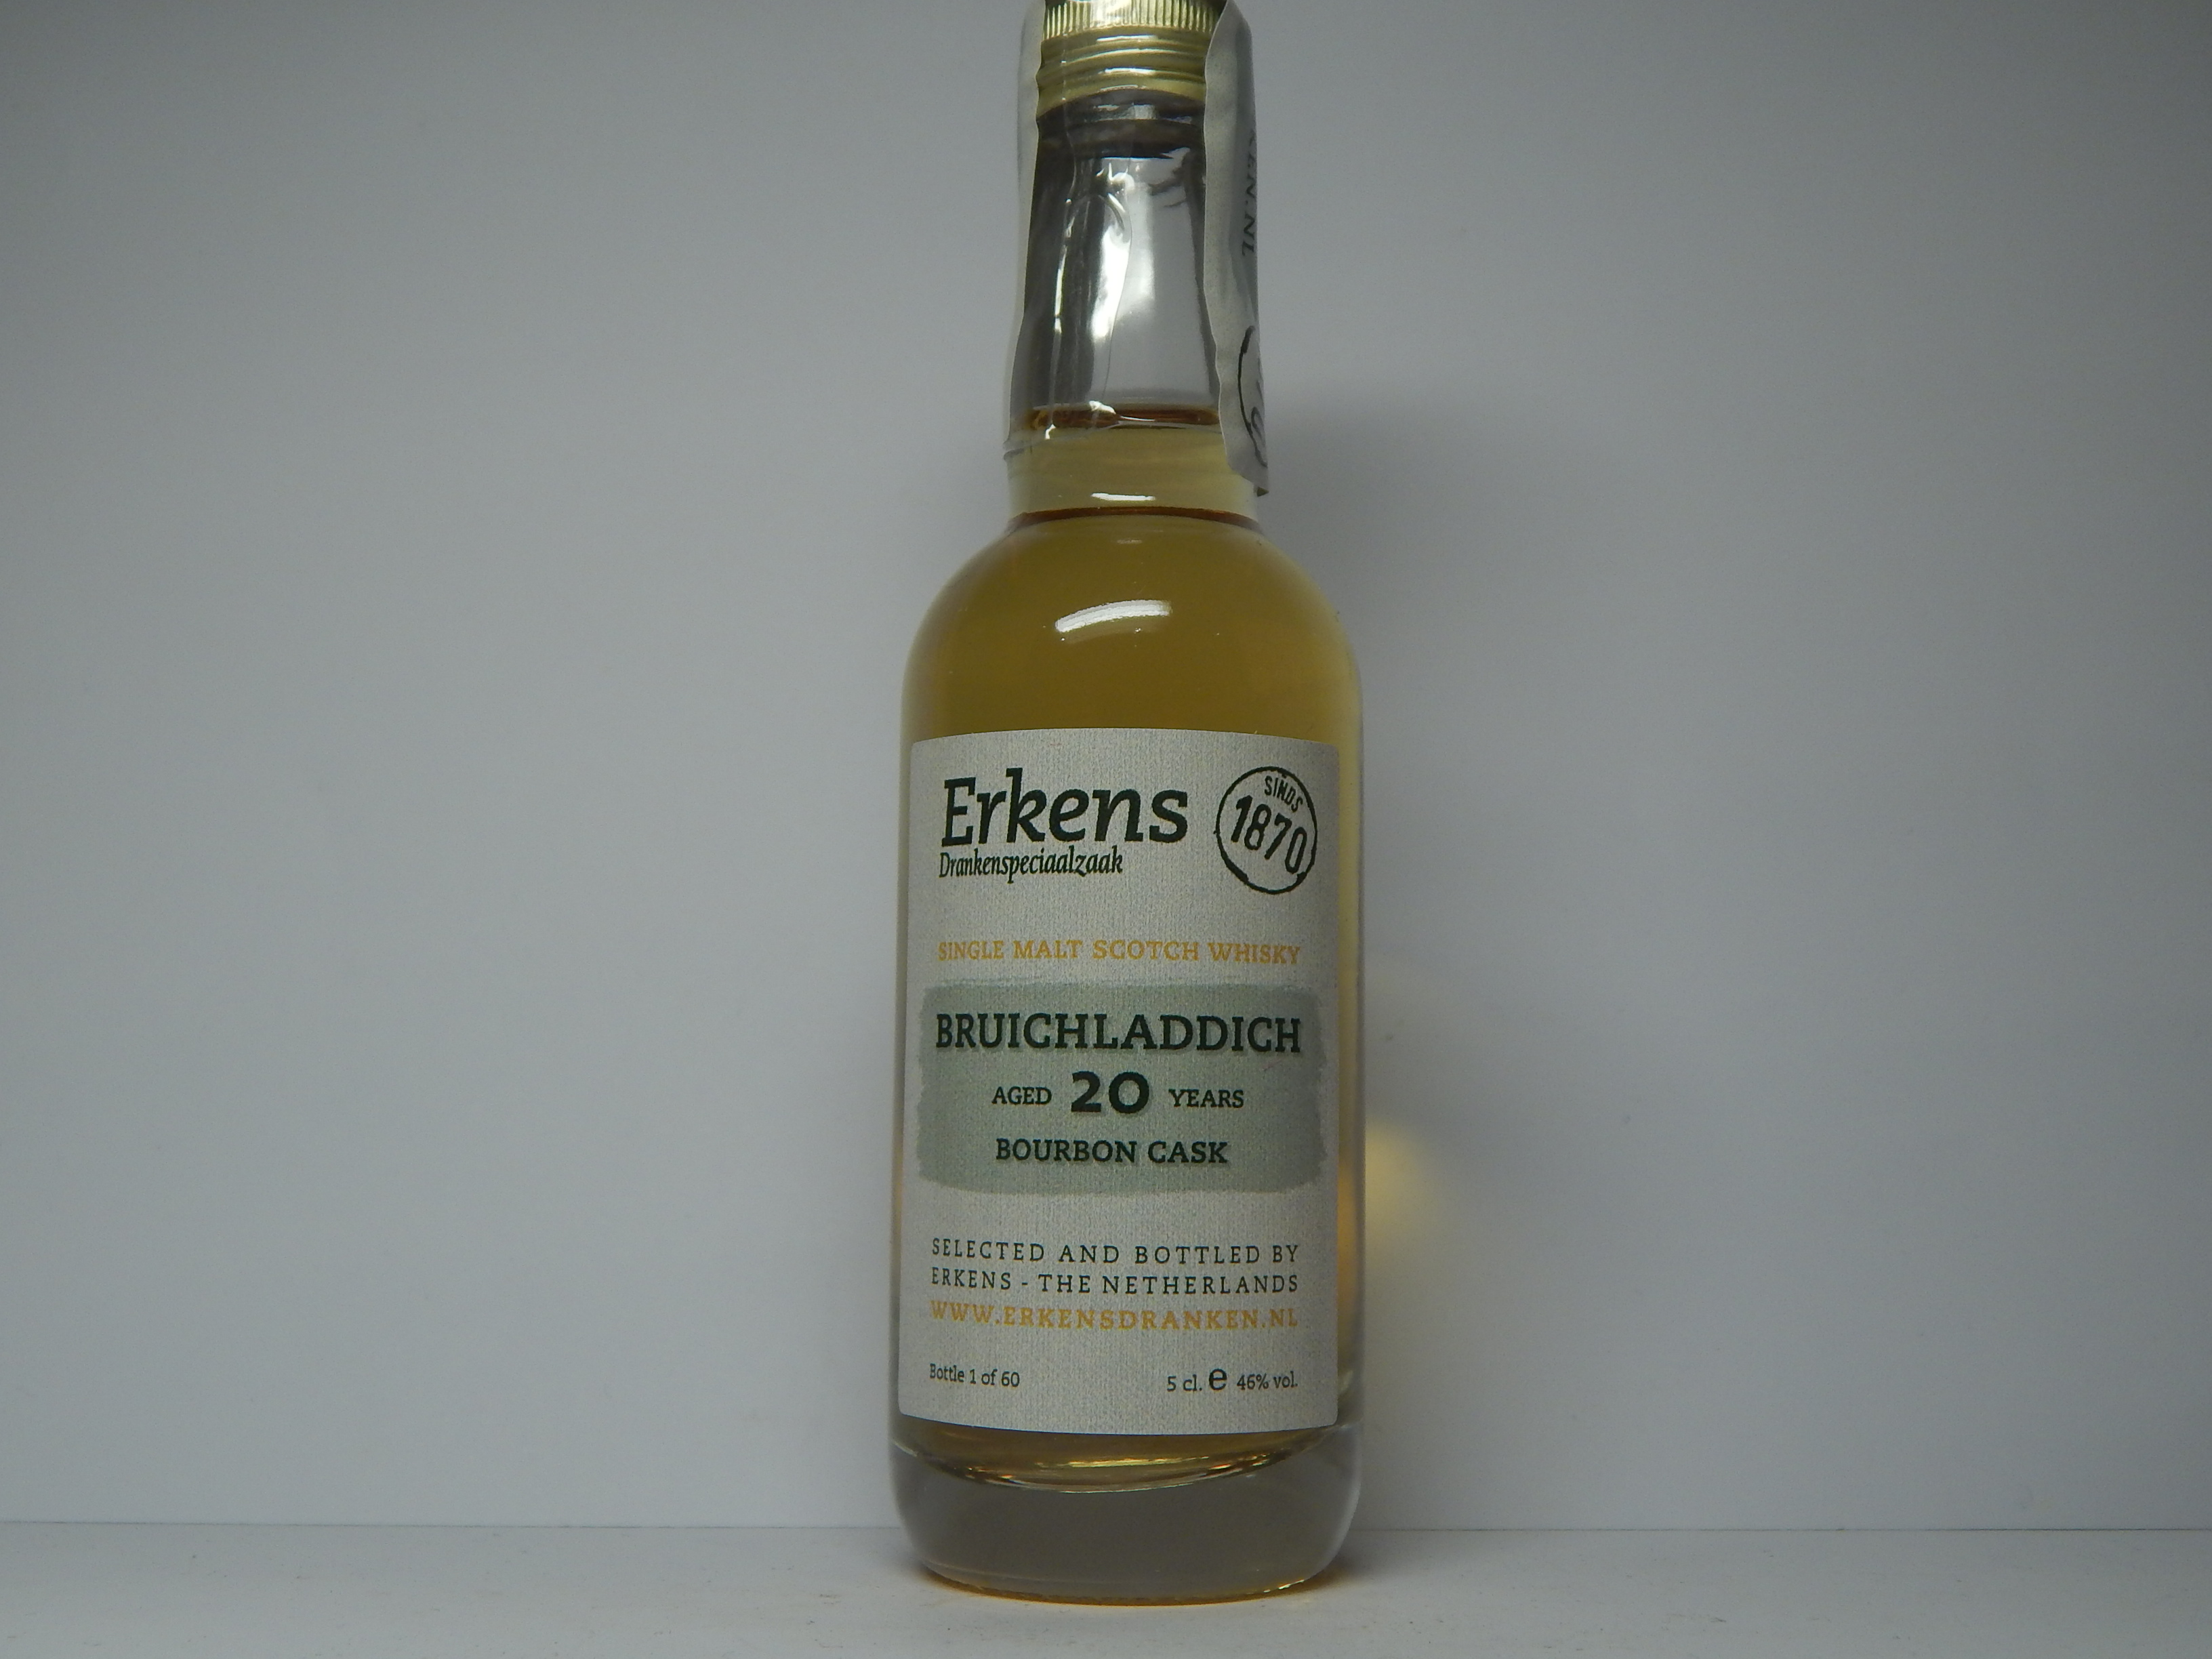 Erkens
Drankenspeciaalzaak
SINDS
1870
SINGLE MALT SCOTCH WHISKY
BRUICHLADDICH
AGED 20 YEARS
BOURBON CASK
SELECTED AND BOTTLED BY
ERKENS - THE NETHERLANDS
WWW.ERKENSDRANKEN.NL
Bottle 1 of 60
5 cl. e 46% vol.